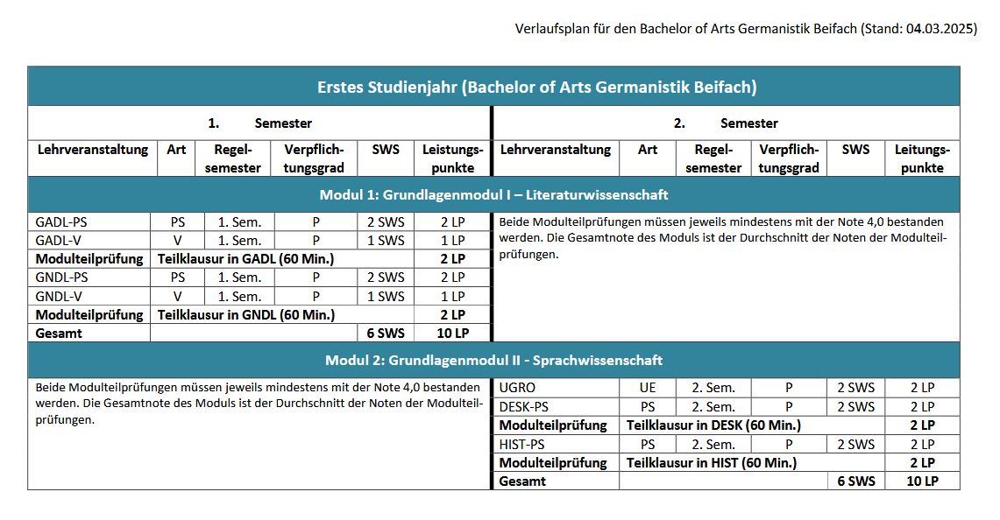 Verlaufsplan für den Bachelor of Arts Germanistik Beifach (Stand: 04.03.2025)
Erstes Studienjahr (Bachelor of Arts Germanistik Beifach)
1. Semester 2. Semester
Lehrveranstaltung Art Regel- Verpflich- SWS Leistungs- Lehrveranstaltung Art Regel- Verpflich- SWS Leitungs-
semester tungsgrad punkte semester tungsgrad punkte
Modul 1: Grundlagenmodul I – Literaturwissenschaft
GADL-PS PS 1. Sem. P 2 SWS 2 LP Beide Modulteilprüfungen müssen jeweils mindestens mit der Note 4,0 bestanden
GADL-V V 1. Sem. P 1 SWS 1 LP werden. Die Gesamtnote des Moduls ist der Durchschnitt der Noten der Modulteil-
Modulteilprüfung Teilklausur in GADL (60 Min.) 2 LP prüfungen.
GNDL-PS PS 1. Sem. P 2 SWS 2 LP
GNDL-V V 1. Sem. P 1 SWS 1 LP
Modulteilprüfung Teilklausur in GNDL (60 Min.) 2 LP
Gesamt 6 SWS 10 LP
Modul 2: Grundlagenmodul II - Sprachwissenschaft
Beide Modulteilprüfungen müssen jeweils mindestens mit der Note 4,0 bestanden UGRO UE 2. Sem. P 2 SWS 2 LP
werden. Die Gesamtnote des Moduls ist der Durchschnitt der Noten der Modulteil- DESK-PS PS 2. Sem. P 2 SWS 2 LP
prüfungen. Modulteilprüfung Teilklausur in DESK (60 Min.) 2 LP
HIST-PS PS 2. Sem. P 2 SWS 2 LP
Modulteilprüfung Teilklausur in HIST (60 Min.) 2 LP
Gesamt 6 SWS 10 LP